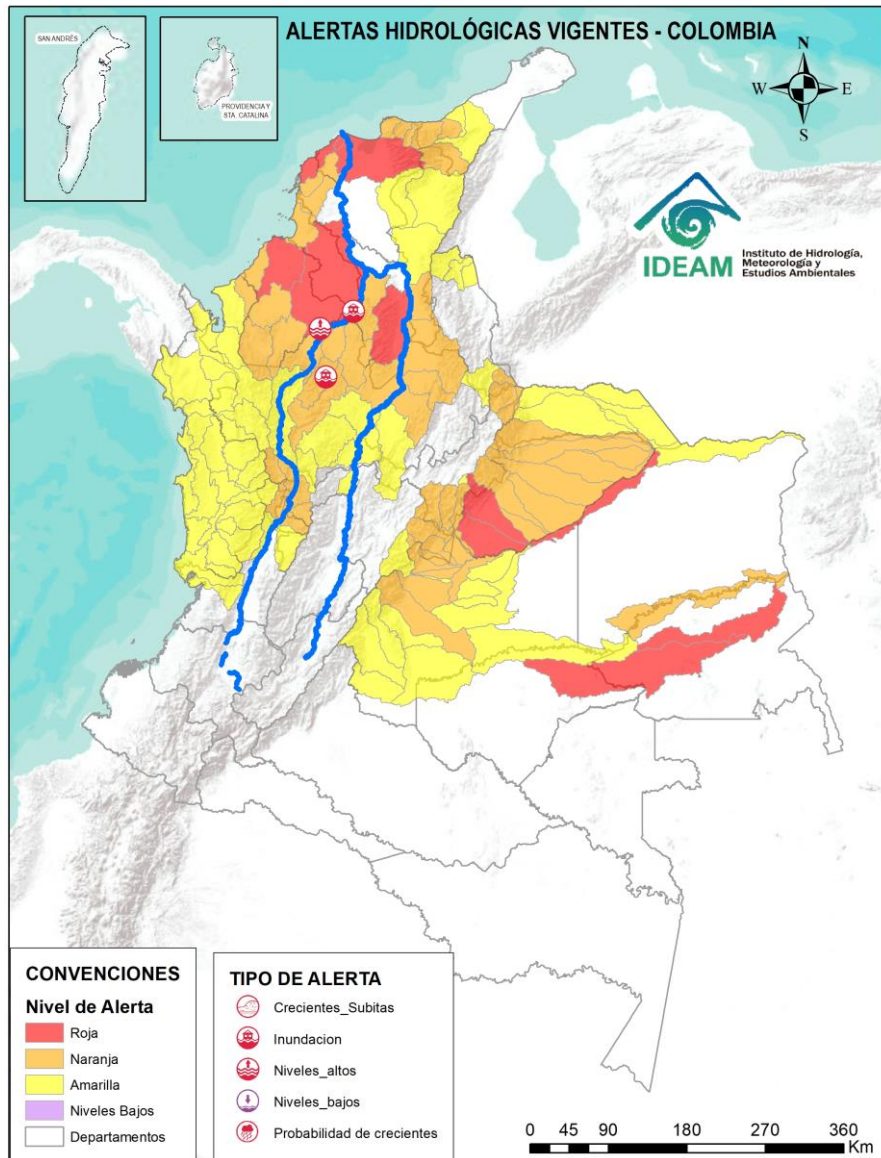 ALERTAS HIDROLÓGICAS VIGENTES - COLOMBIA
SAN ANDRÉS
PROVIDENCIA Y
STA. CATALINA
N
W
E
S
IDEAM
Instituto de Hidrología,
Meteorología y
Estudios Ambientales
CONVENCIONES
Nivel de Alerta
Roja
Naranja
Amarilla
Niveles Bajos
Departamentos
TIPO DE ALERTA
Crecientes_Subitas
Inundacion
Niveles_altos
Niveles_bajos
Probabilidad de crecientes
0 45 90 180 270 360
Km